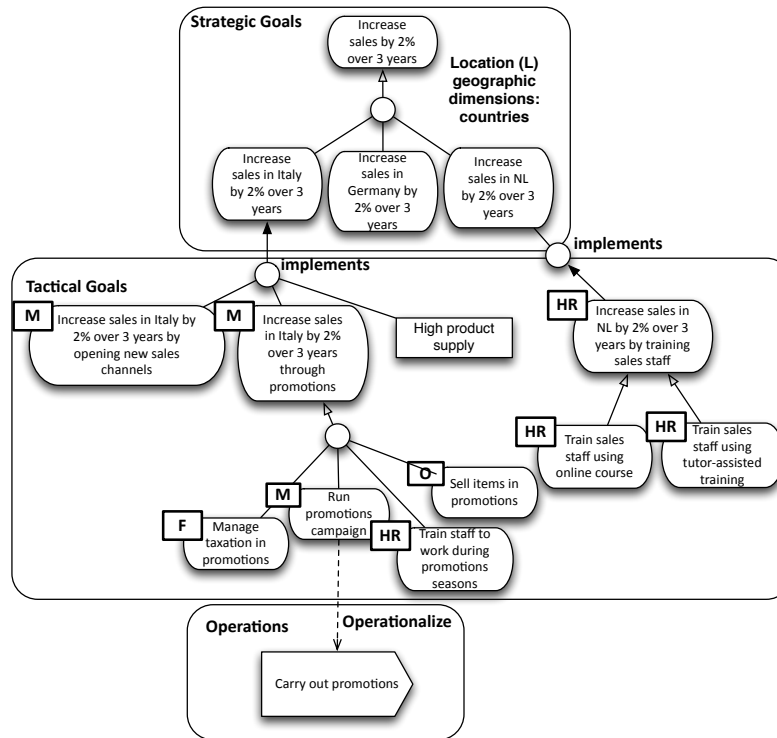 Strategic Goals
Increase
sales by 2%
over 3 years
Location (L)
geographic
dimensions:
countries
Increase
sales in Italy
by 2% over 3
years
Increase
sales in
Germany by
2% over 3
years
Increase
sales in NL
by 2% over 3
years
implements
implements
Tactical Goals
M
Increase sales in Italy by
2% over 3 years by
opening new sales
channels
M
Increase sales
in Italy by 2%
over 3 years
through
promotions
High product
supply
HR
Increase sales in
NL by 2% over 3
years by training
sales staff
HR
Train sales
staff using
online course
HR
Train sales
staff using
tutor-assisted
training
O
Sell items in
promotions
M
Run
promotions
campaign
F
Manage
taxation in
promotions
HR
Train staff to
work during
promotions
seasons
Operations
Operationalize
Carry out promotions